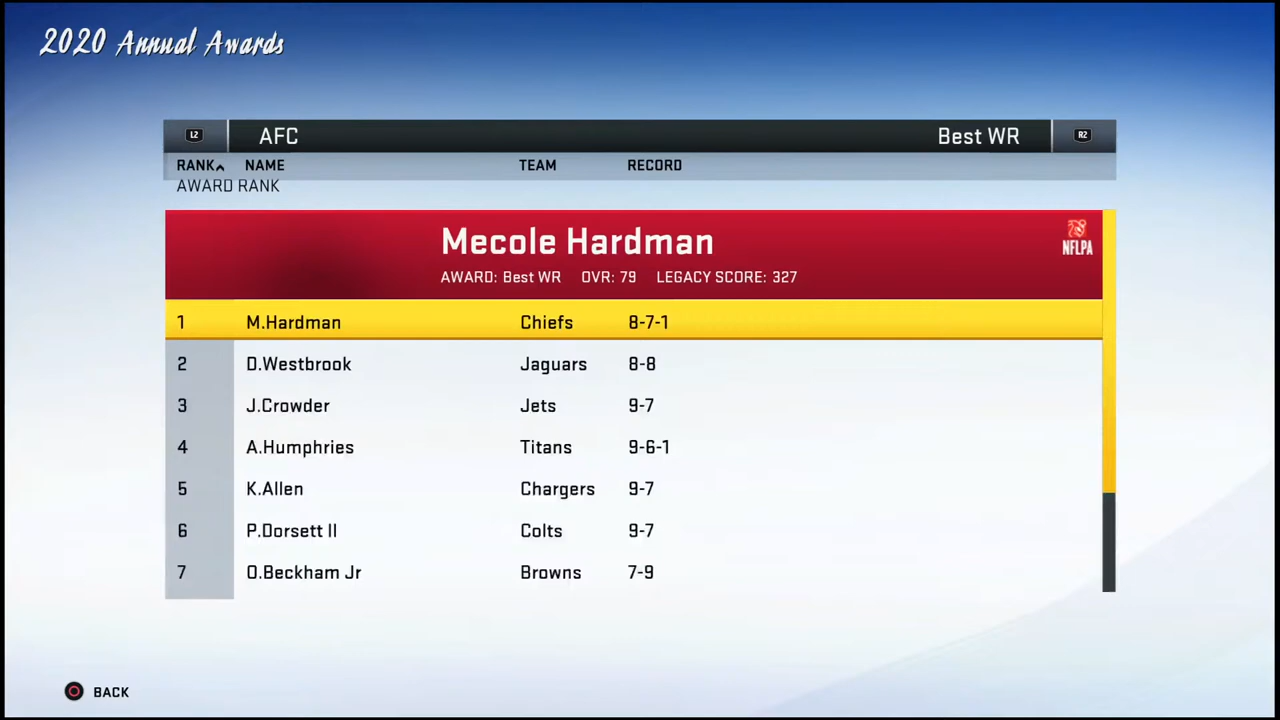 2020 Annual Awards
L2 AFC Best WR R2
RANK NAME TEAM RECORD
AWARD RANK
Mecole Hardman
AWARD: Best WR OVR: 79 LEGACY SCORE: 327
NFLPA
1 M.Hardman Chiefs 8-7-1
2 D.Westbrook Jaguars 8-8
3 J.Crowder Jets 9-7
4 A.Humphries Titans 9-6-1
5 K.Allen Chargers 9-7
6 P.Dorsett II Colts 9-7
7 O.Beckham Jr Browns 7-9
BACK